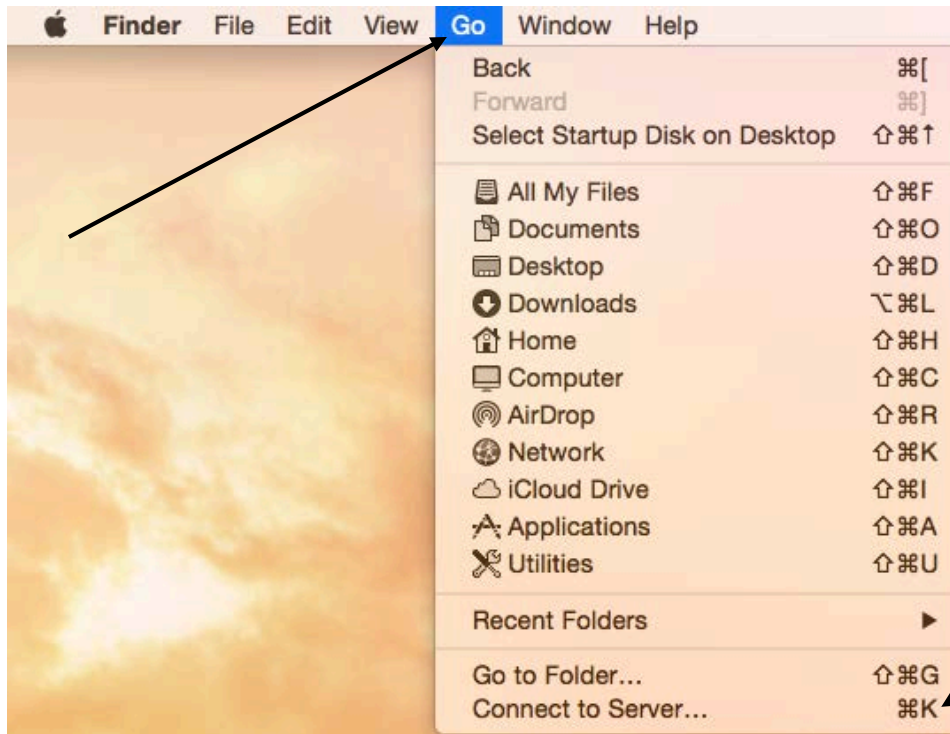 Finder File Edit View Go Window Help
Back ⌘[
Forward ⌘]
Select Startup Disk on Desktop ⇧⌘↑
All My Files ⇧⌘F
Documents ⇧⌘O
Desktop ⇧⌘D
Downloads ⌥⌘L
Home ⇧⌘H
Computer ⇧⌘C
AirDrop ⇧⌘R
Network ⇧⌘K
iCloud Drive ⇧⌘I
Applications ⇧⌘A
Utilities ⇧⌘U
Recent Folders ▶
Go to Folder... ⇧⌘G
Connect to Server... ⌘K